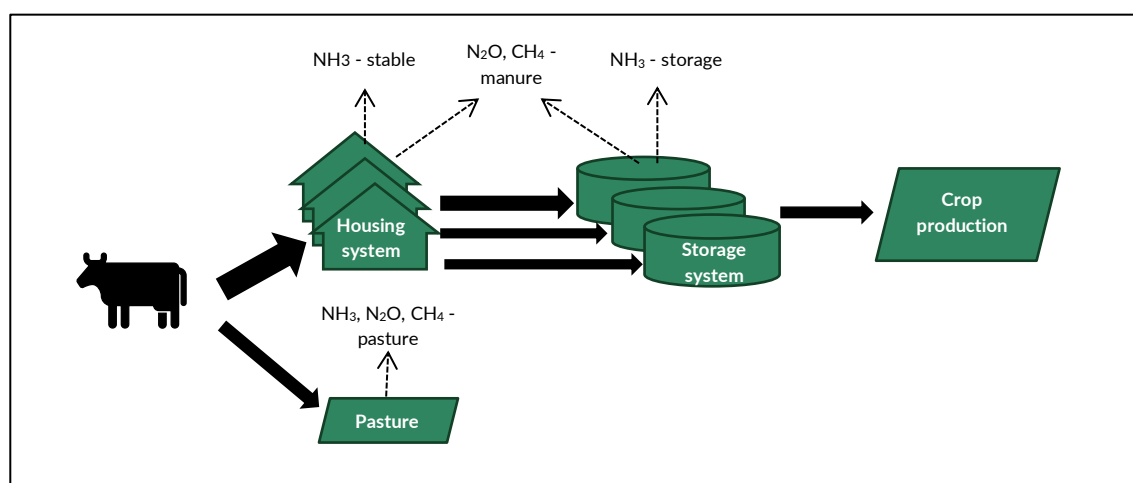 NH3 - stable
N₂O, CH₄ -
manure
NH₃ - storage
Housing
system
Storage
system
Crop
production
NH₃, N₂O, CH₄ -
pasture
Pasture